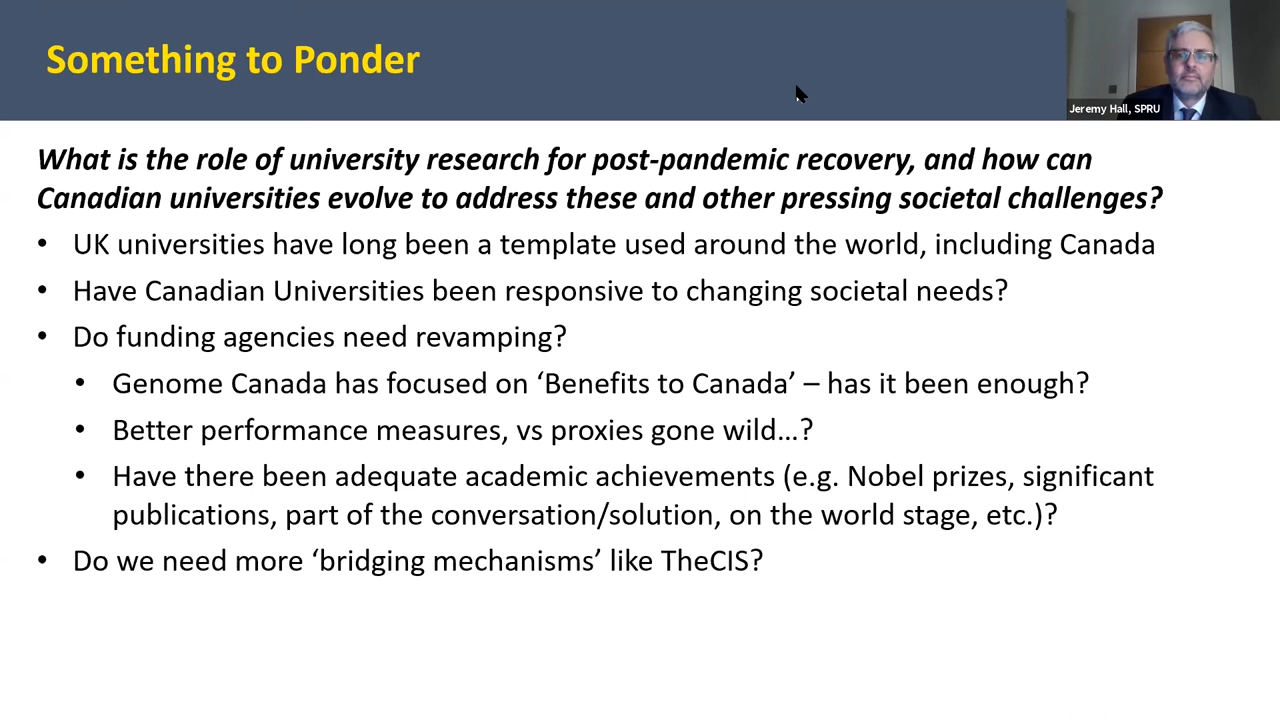 Something to Ponder
Jeremy Hall, SPRU
What is the role of university research for post-pandemic recovery, and how can
Canadian universities evolve to address these and other pressing societal challenges?
• UK universities have long been a template used around the world, including Canada
• Have Canadian Universities been responsive to changing societal needs?
• Do funding agencies need revamping?
• Genome Canada has focused on ‘Benefits to Canada’ – has it been enough?
• Better performance measures, vs proxies gone wild…?
• Have there been adequate academic achievements (e.g. Nobel prizes, significant
publications, part of the conversation/solution, on the world stage, etc.)?
• Do we need more ‘bridging mechanisms’ like TheCIS?